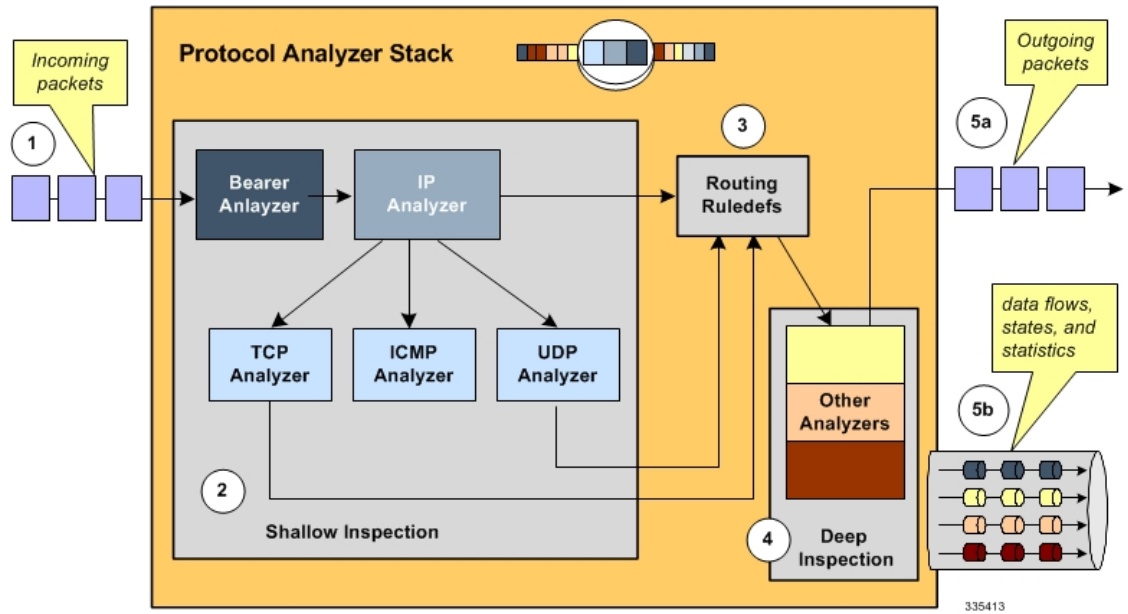 Protocol Analyzer Stack
Incoming
packets
Outgoing
packets
1
3
5a
Bearer
Anlayzer
IP
Analyzer
Routing
Ruledefs
TCP
Analyzer
ICMP
Analyzer
UDP
Analyzer
data flows,
states, and
statistics
Other
Analyzers
5b
2
Shallow Inspection
4
Deep
Inspection
335413